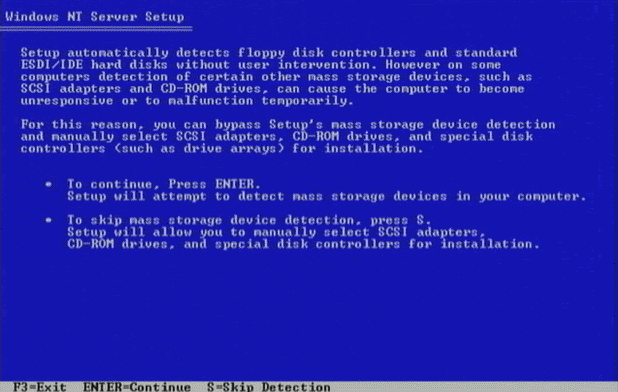 Windows NT Server Setup
Setup automatically detects floppy disk controllers and standard
ESDI/IDE hard disks without user intervention. However on some
computers detection of certain other mass storage devices, such as
SCSI adapters and CD-ROM drives, can cause the computer to become
unresponsive or to malfunction temporarily.
For this reason, you can bypass Setup's mass storage device detection
and manually select SCSI adapters, CD-ROM drives, and special disk
controllers (such as drive arrays) for installation.
• To continue, Press ENTER.
Setup will attempt to detect mass storage devices in your computer.
• To skip mass storage device detection, press S.
Setup will allow you to manually select SCSI adapters,
CD-ROM drives, and special disk controllers for installation.
F3=Exit ENTER=Continue S=Skip Detection